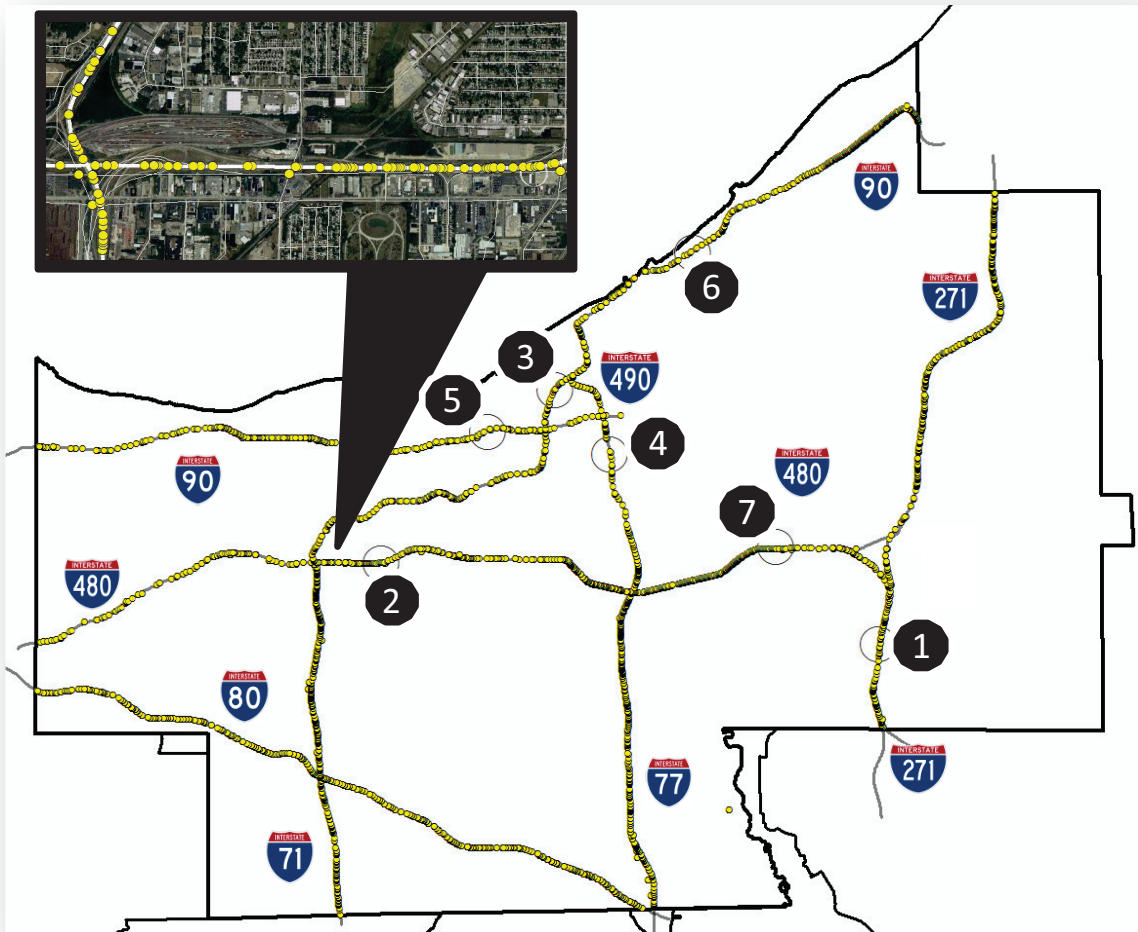 INTERSTATE
90
INTERSTATE
271
6
3
INTERSTATE
490
5
4
INTERSTATE
90
INTERSTATE
480
7
INTERSTATE
480
2
1
INTERSTATE
80
INTERSTATE
77
INTERSTATE
271
INTERSTATE
71